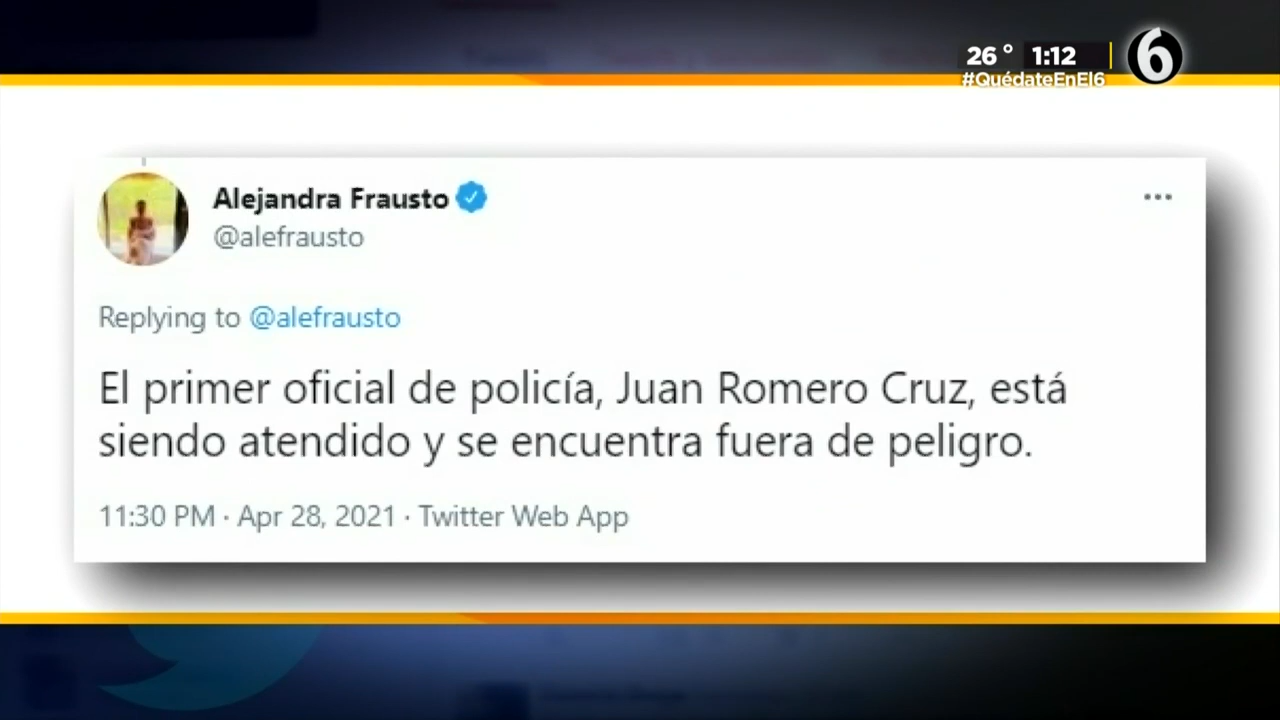 26° 1:12
#QuédateEnEl6
6
Alejandra Frausto
@alefrausto
Replying to @alefrausto
El primer oficial de policía, Juan Romero Cruz, está
siendo atendido y se encuentra fuera de peligro.
11:30 PM · Apr 28, 2021 · Twitter Web App